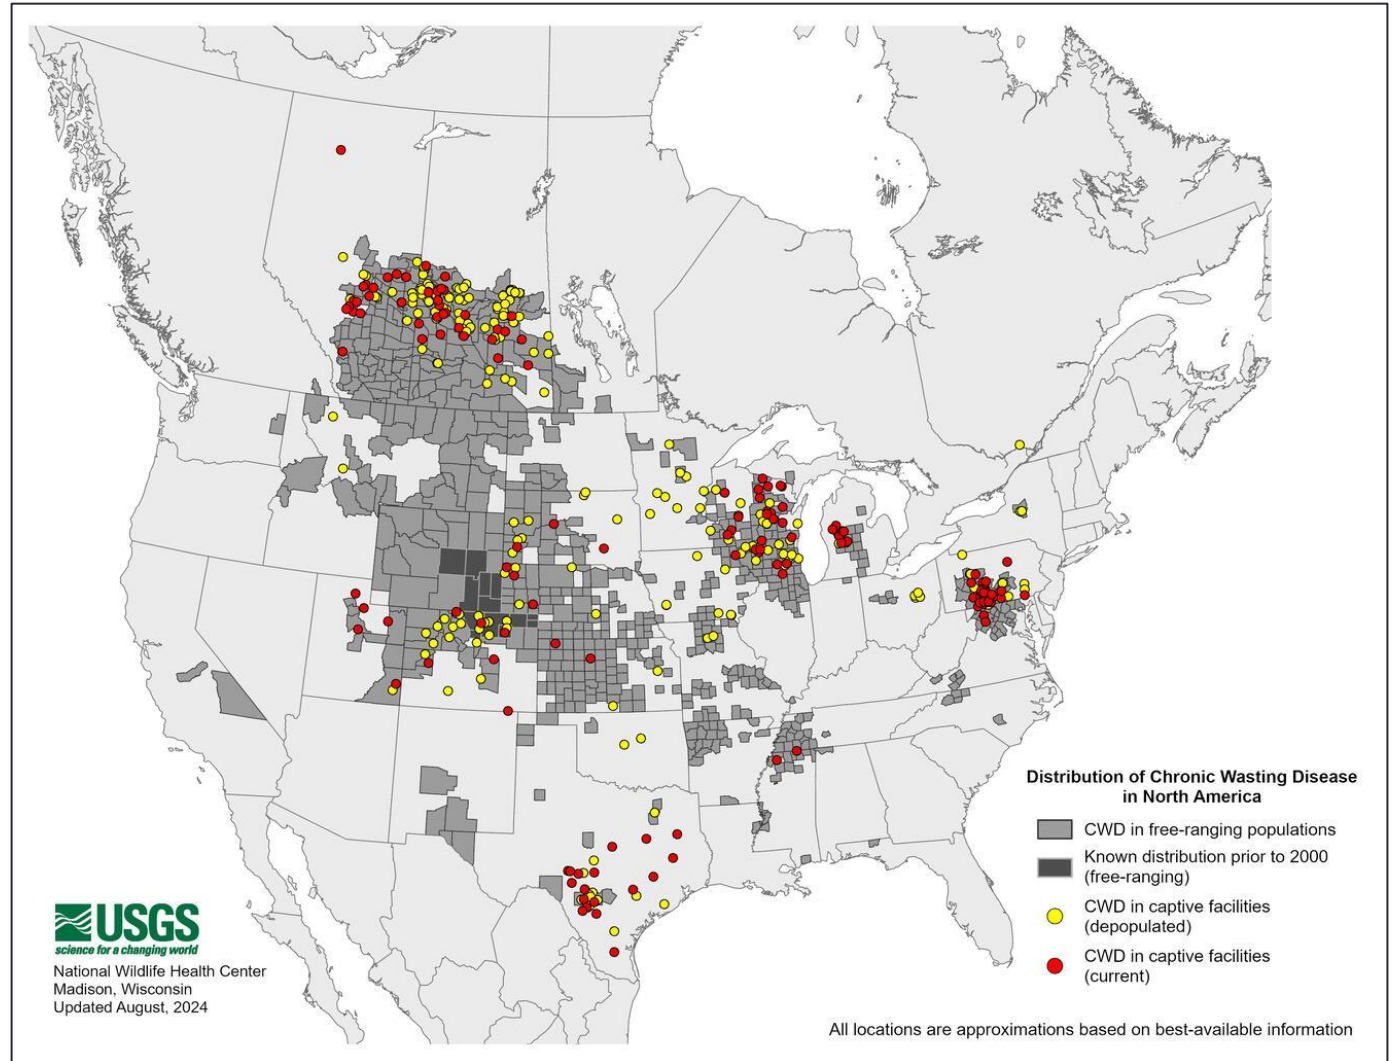 Distribution of Chronic Wasting Disease
in North America
CWD in free-ranging populations
Known distribution prior to 2000
(free-ranging)
CWD in captive facilities
(depopulated)
CWD in captive facilities
(current)
USGS
science for a changing world
National Wildlife Health Center
Madison, Wisconsin
Updated August, 2024
All locations are approximations based on best-available information